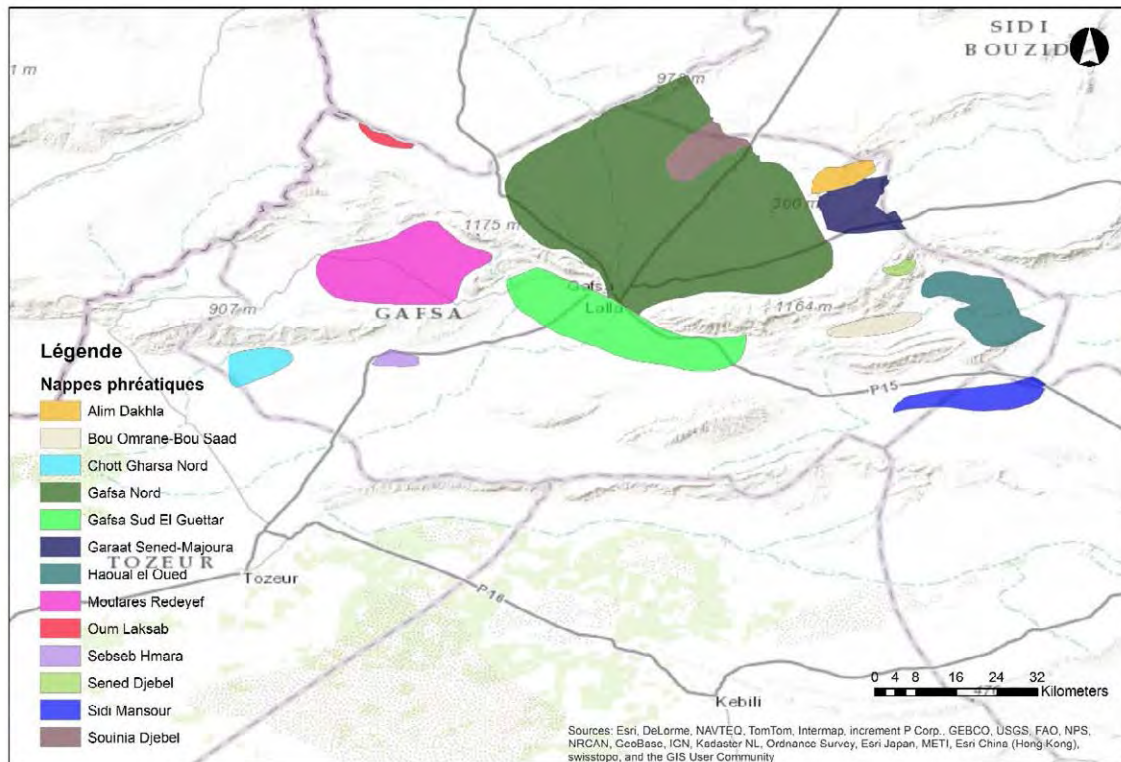 SIDI
BOUZID
1 m
1175 m
Gafsa
Lalla
907 m
GAFSA
1164 m
P15
TOZEUR
Tozeur
P16
Kebili
Légende
Nappes phréatiques
Alim Dakhla
Bou Omrane-Bou Saad
Chott Gharsa Nord
Gafsa Nord
Gafsa Sud El Guettar
Garaat Sened-Majoura
Haoual el Oued
Moulares Redeyef
Oum Laksab
Sebseb Hmara
Sened Djebel
Sidi Mansour
Souinia Djebel
0 4 8 16 24 32
Kilometers
Sources: Esri, DeLorme, NAVTEQ, TomTom, Intermap, increment P Corp., GEBCO, USGS, FAO, NPS,
NRCAN, GeoBase, IGN, Kadaster NL, Ordnance Survey, Esri Japan, METI, Esri China (Hong Kong),
swisstopo, and the GIS User Community